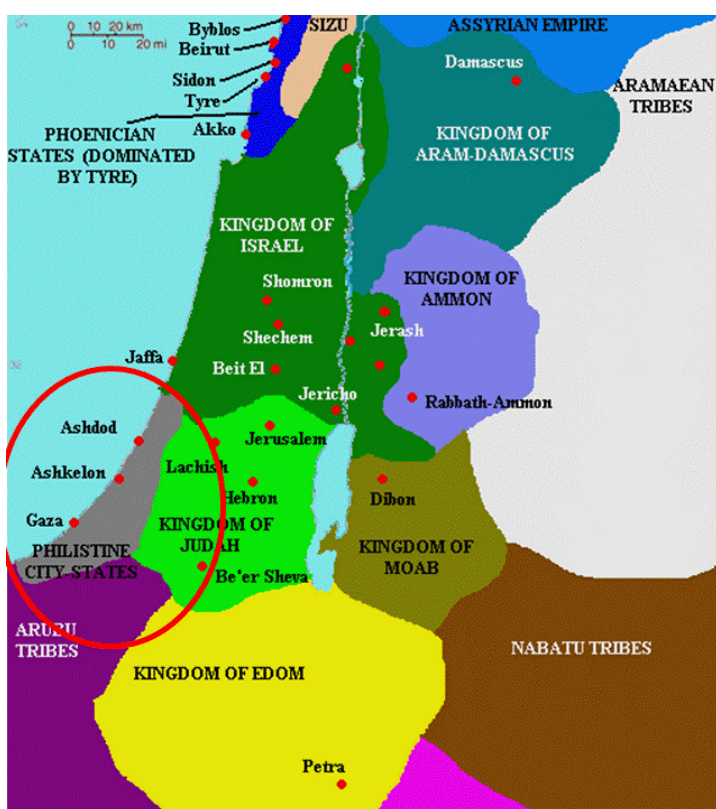 0 10 20 km
0 10 20 mi
Byblos
Beirut
Sidon
Tyre
Akko
SIZU
ASSYRIAN EMPIRE
Damascus
ARAMAEAN
TRIBES
PHOENICIAN
STATES (DOMINATED
BY TYRE)
KINGDOM OF
ARAM-DAMASCUS
KINGDOM OF
ISRAEL
KINGDOM OF
AMMON
Shomron
Shechem
Jerash
Jaffa
Beit El
Jericho
Rabbath-Ammon
Ashdod
Jerusalem
Lachish
Ashkelon
Hebron
Dibon
Gaza
KINGDOM OF
JUDAH
PHILISTINE
CITY-STATES
Be'er Sheva
KINGDOM OF
MOAB
ARUBU
TRIBES
KINGDOM OF EDOM
NABATU TRIBES
Petra